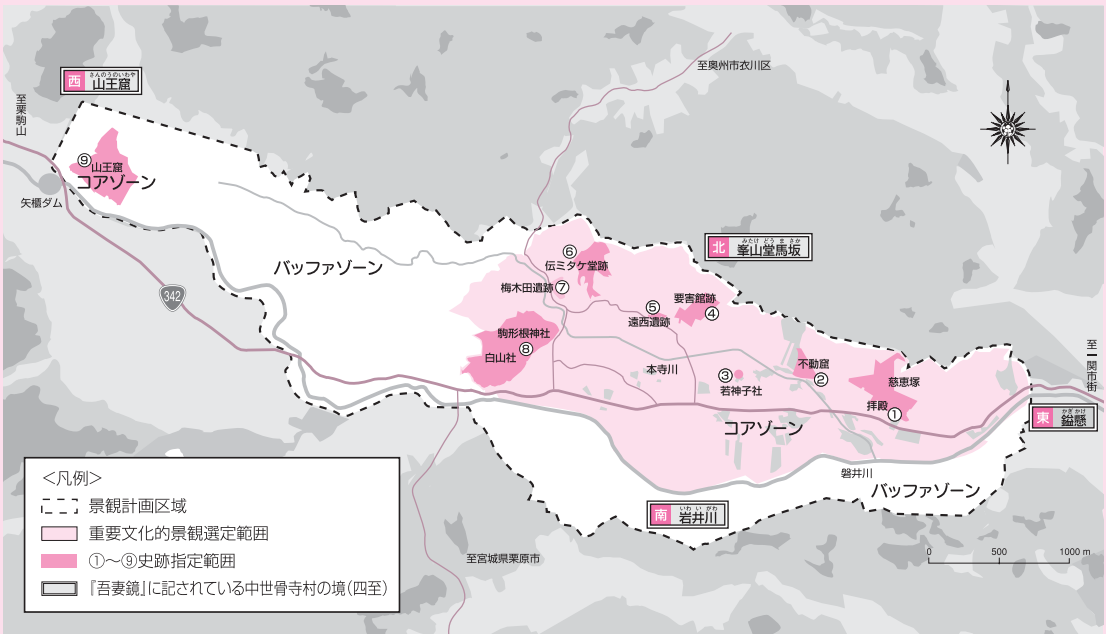 至奥州市衣川区
さんのうのいわや
西 山王窟
至栗駒山
⑨
山王窟
コアゾーン
矢櫃ダム
みたけ どう ま さか
北 峯山堂馬坂
⑥
伝ミタケ堂跡
バッファゾーン
梅木田遺跡 ⑦
342
⑤
遠西遺跡
要害館跡
④
駒形根神社
⑧
白山社
本寺川
③
若神子社
不動窟
②
慈恵塚
拝殿
①
至一関市街
かぎ かけ
東 鎰懸
コアゾーン
磐井川
バッファゾーン
いわ い がわ
南 岩井川
至宮城県栗原市
0 500 1000 m
<凡例>
景観計画区域
重要文化的景観選定範囲
①〜⑨史跡指定範囲
『吾妻鏡』に記されている中世骨寺村の境(四至)